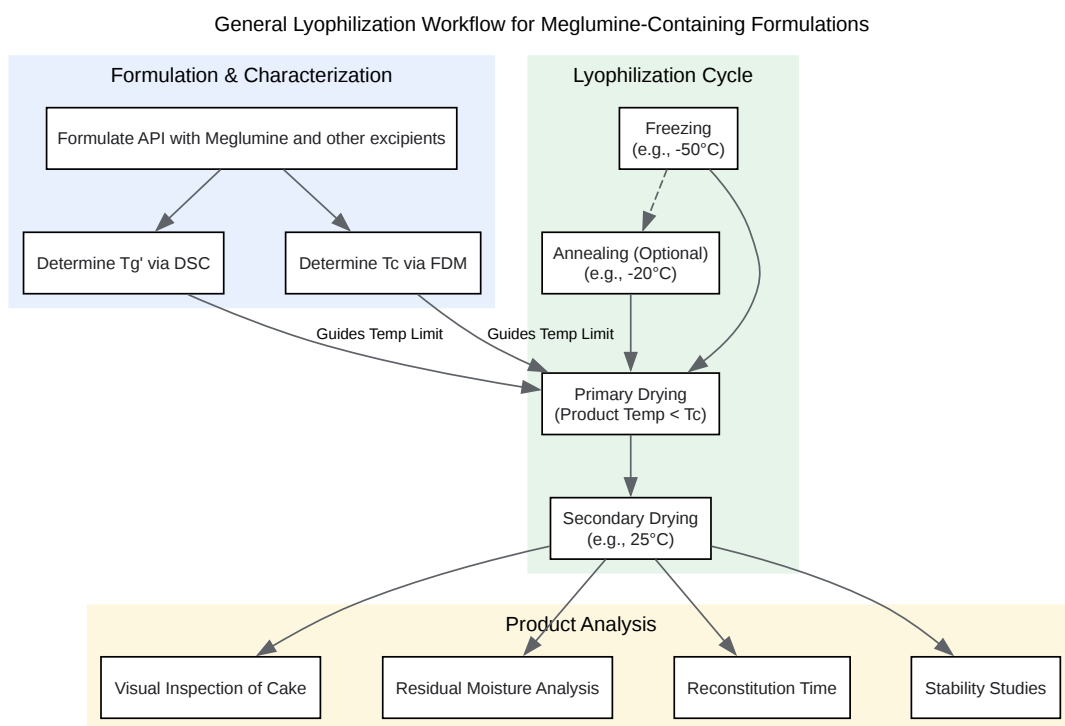 General Lyophilization Workflow for Meglumine-Containing Formulations
Formulation & Characterization
Formulate API with Meglumine and other excipients
Determine Tg' via DSC
Determine Tc via FDM
Guides Temp Limit
Guides Temp Limit
Lyophilization Cycle
Freezing
(e.g., -50°C)
Annealing (Optional)
(e.g., -20°C)
Primary Drying
(Product Temp < Tc)
Secondary Drying
(e.g., 25°C)
Product Analysis
Visual Inspection of Cake
Residual Moisture Analysis
Reconstitution Time
Stability Studies